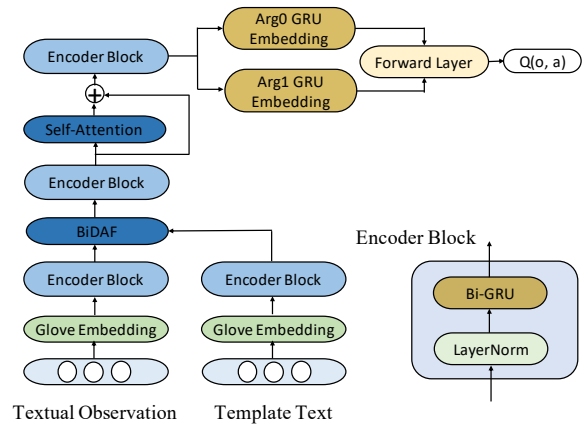 Arg0 GRU
Embedding
Encoder Block
Forward Layer
Q(o, a)
Arg1 GRU
Embedding
+
Self-Attention
Encoder Block
BiDAF
Encoder Block
Encoder Block
Glove Embedding
Glove Embedding
Textual Observation
Template Text
Encoder Block
Bi-GRU
LayerNorm